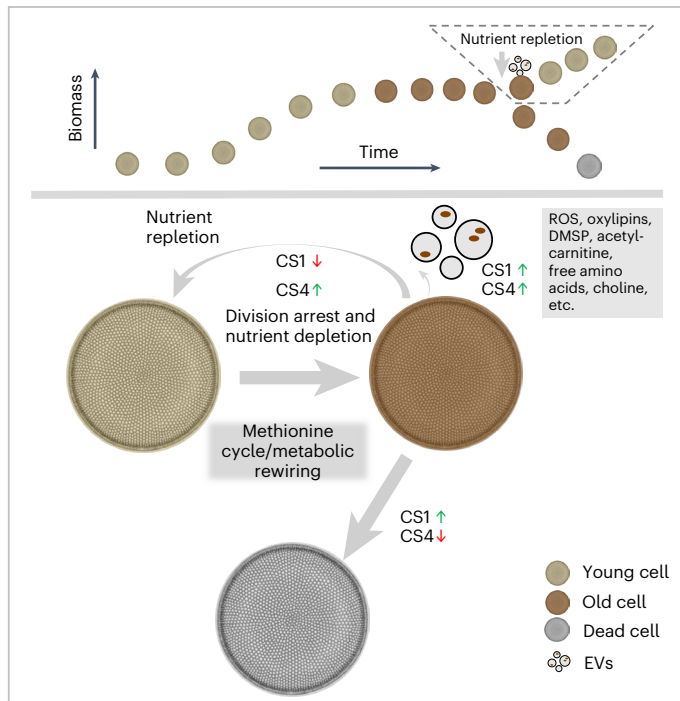 Nutrient repletion
Biomass
Time
Nutrient
repletion
CS1 ↓
CS4 ↑
Division arrest and
nutrient depletion
CS1 ↑
CS4 ↑
ROS, oxylipins,
DMSP, acetyl-
carnitine,
free amino
acids, choline,
etc.
Methionine
cycle/metabolic
rewiring
CS1 ↑
CS4 ↓
Young cell
Old cell
Dead cell
EVs